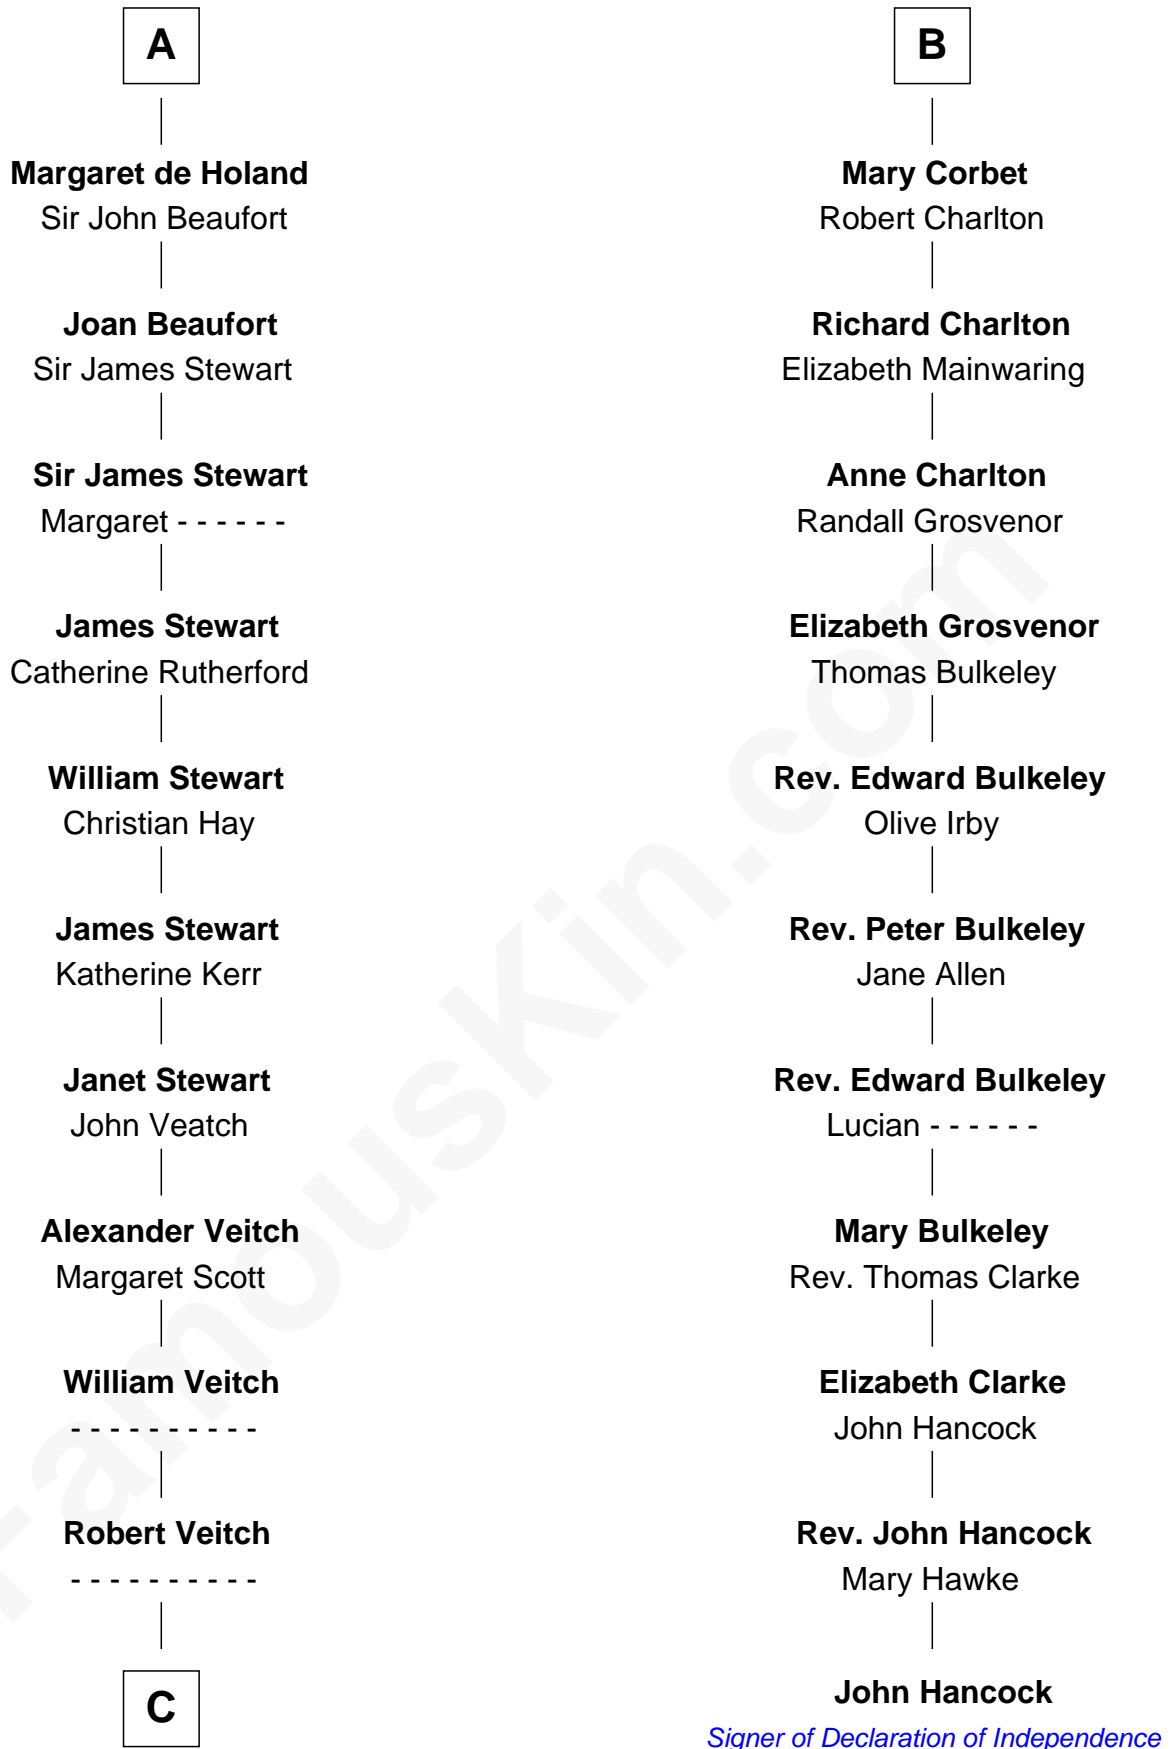 A
Margaret de Holand
Sir John Beaufort
Joan Beaufort
Sir James Stewart
Sir James Stewart
Margaret - - - - - -
James Stewart
Catherine Rutherford
William Stewart
Christian Hay
James Stewart
Katherine Kerr
Janet Stewart
John Veatch
Alexander Veitch
Margaret Scott
William Veitch
- - - - - - - - - -
Robert Veitch
- - - - - - - - - -
C
B
Mary Corbet
Robert Charlton
Richard Charlton
Elizabeth Mainwaring
Anne Charlton
Randall Grosvenor
Elizabeth Grosvenor
Thomas Bulkeley
Rev. Edward Bulkeley
Olive Irby
Rev. Peter Bulkeley
Jane Allen
Rev. Edward Bulkeley
Lucian - - - - - -
Mary Bulkeley
Rev. Thomas Clarke
Elizabeth Clarke
John Hancock
Rev. John Hancock
Mary Hawke
John Hancock
Signer of Declaration of Independence
FamousKin.com